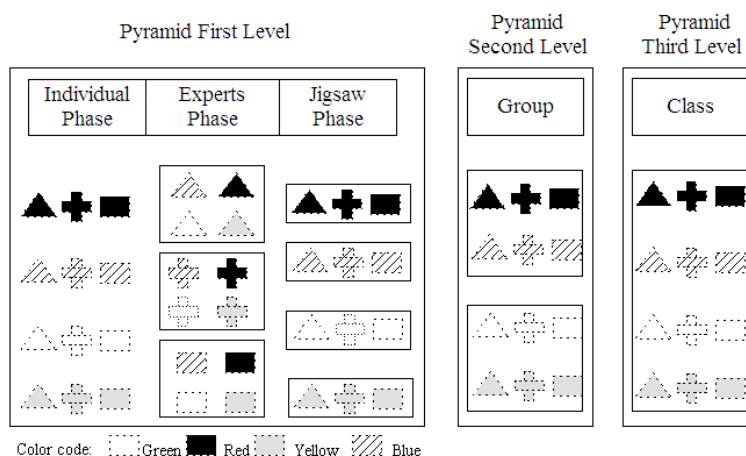 Pyramid First Level
Pyramid
Second Level
Pyramid
Third Level
Individual
Phase
Experts
Phase
Jigsaw
Phase
Group
Class
Color code: Green Red Yellow Blue